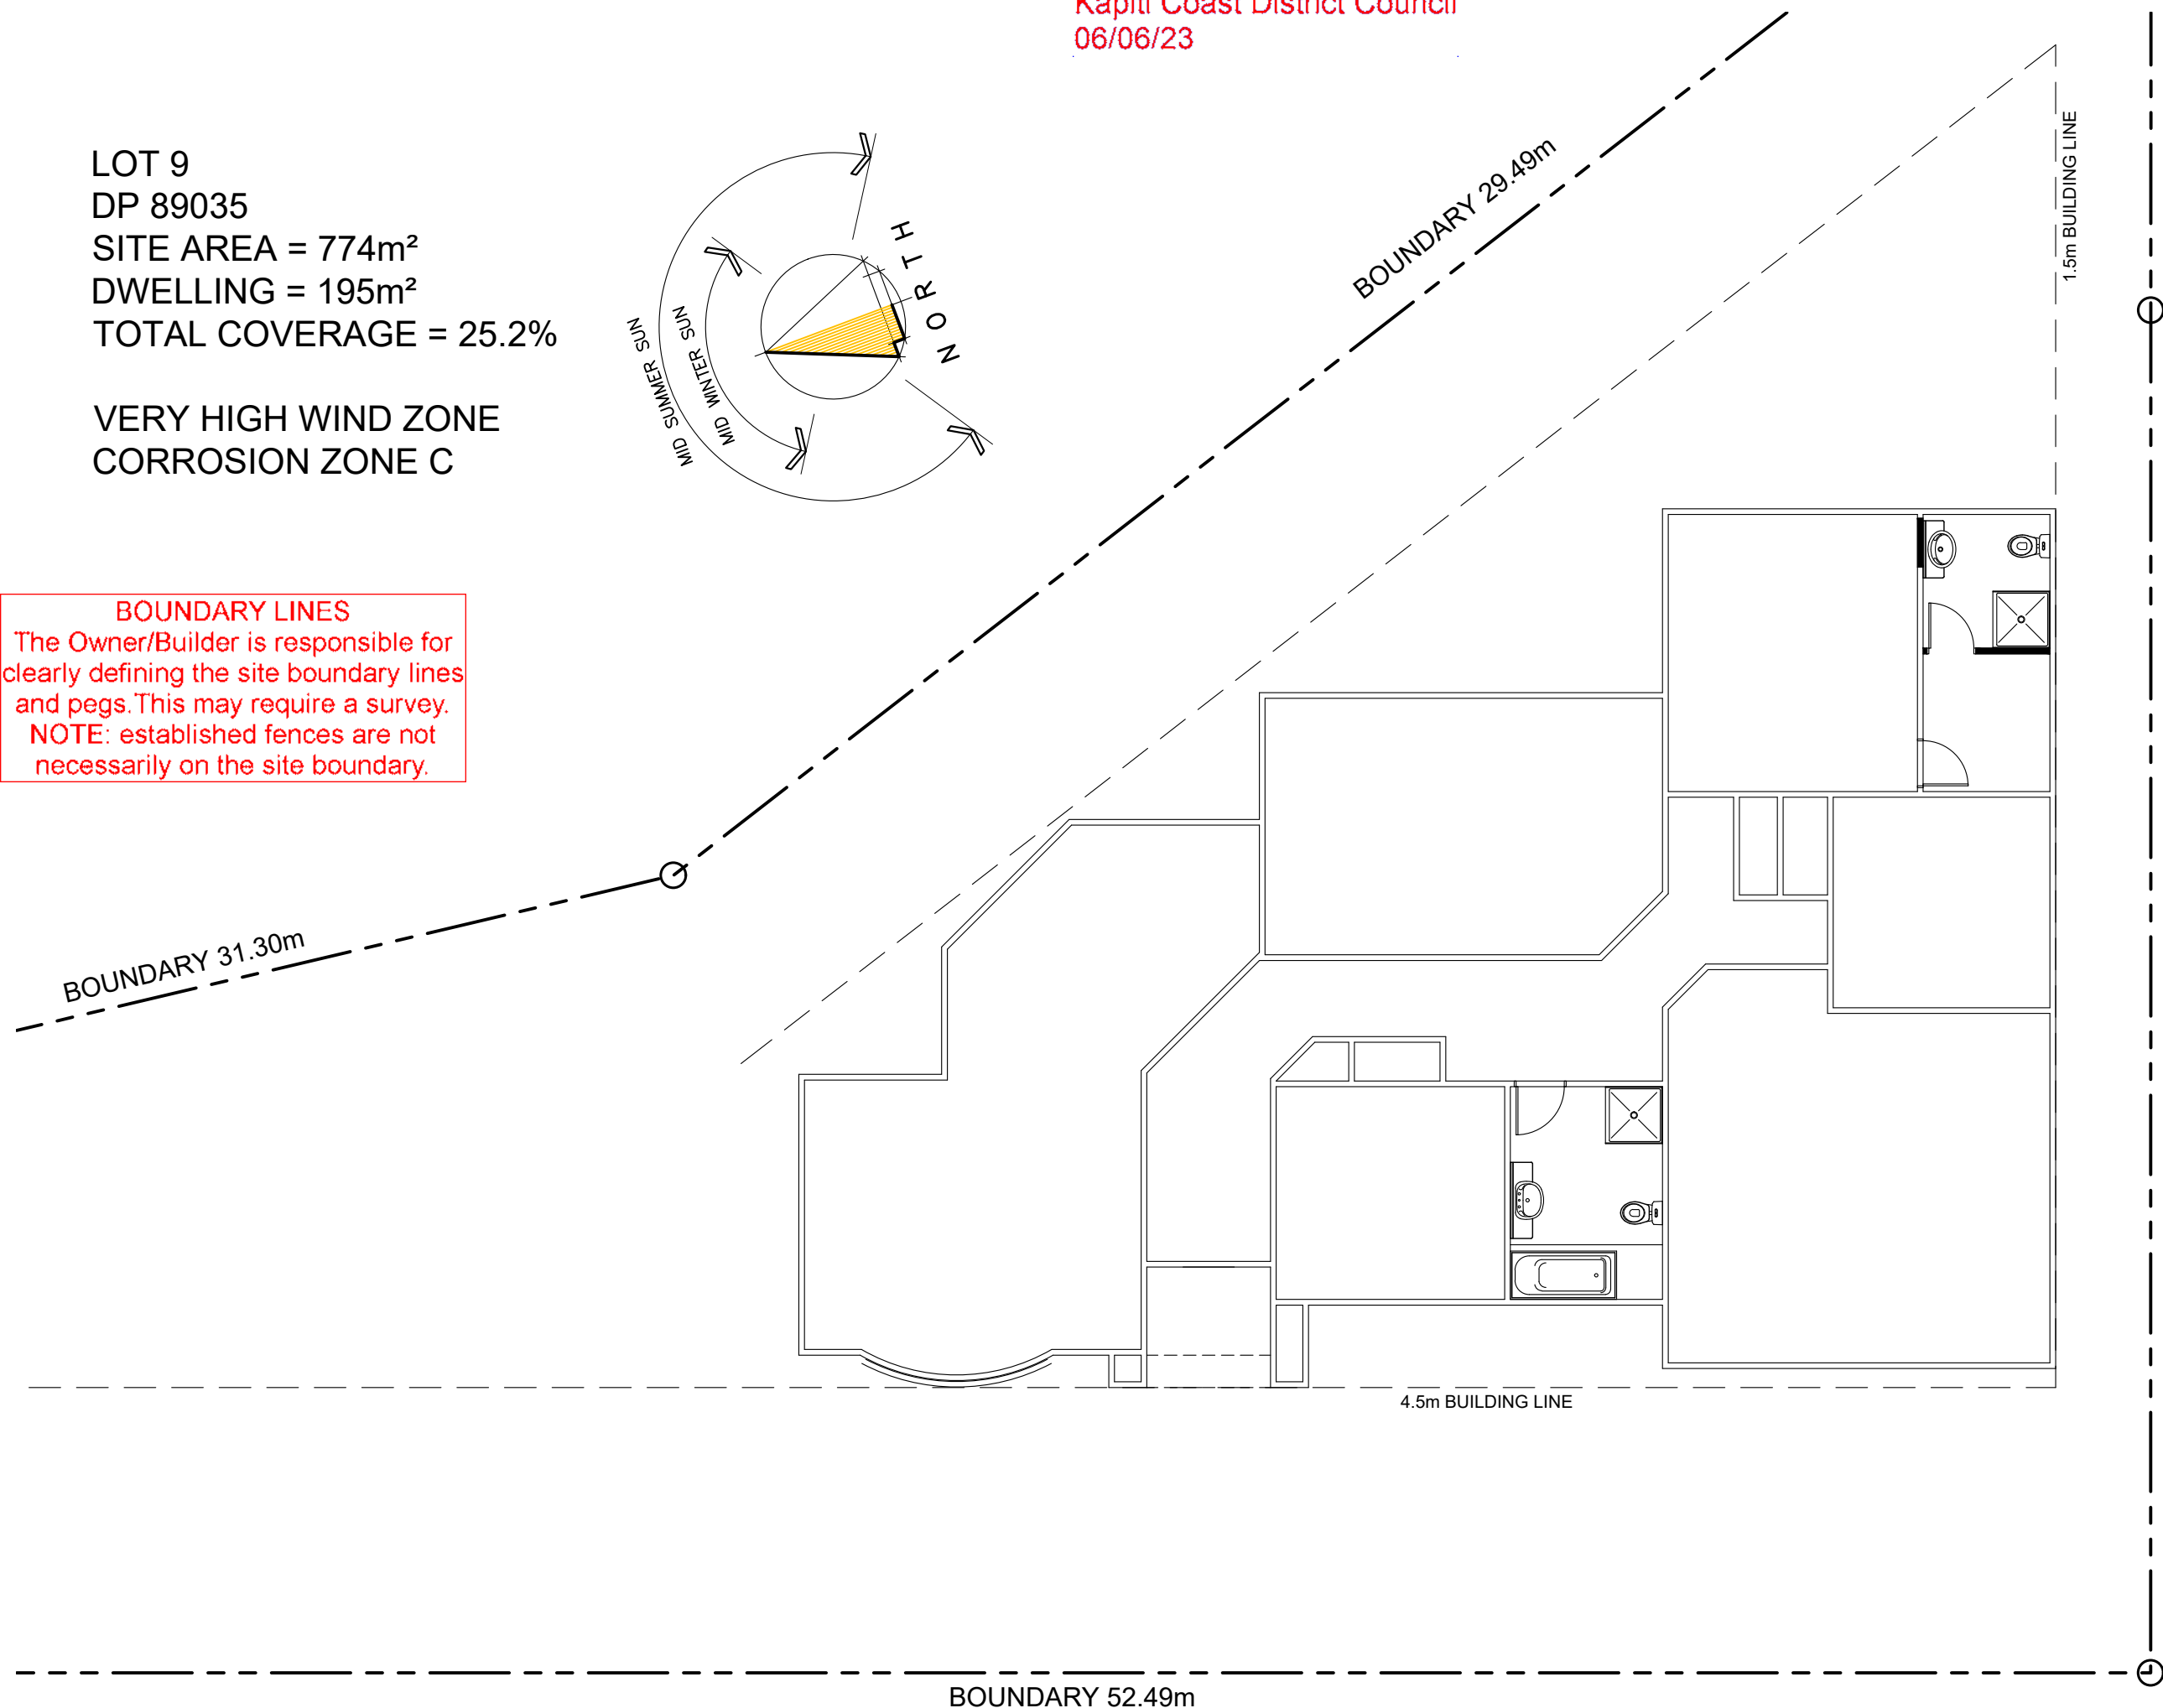 Kapiti Coast District Council
06/06/23
LOT 9
DP 89035
SITE AREA = 774m²
DWELLING = 195m²
TOTAL COVERAGE = 25.2%
VERY HIGH WIND ZONE
CORROSION ZONE C
NORTH
MID SUMMER SUN
MID WINTER SUN
BOUNDARY 29.49m
1.5m BUILDING LINE
BOUNDARY LINES
The Owner/Builder is responsible for
clearly defining the site boundary lines
and pegs.This may require a survey.
NOTE: established fences are not
necessarily on the site boundary.
BOUNDARY 31.30m
4.5m BUILDING LINE
BOUNDARY 52.49m